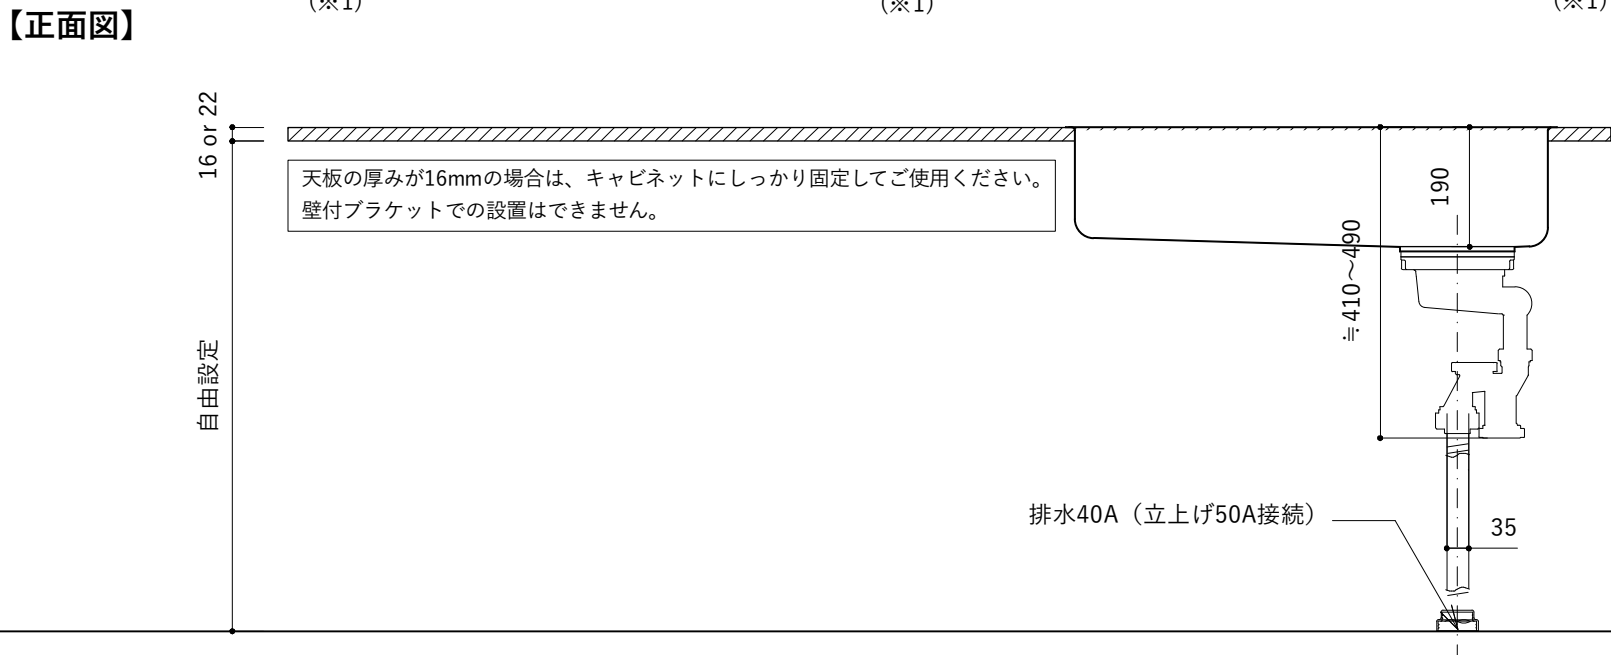 (※1) (※1) (※1)
【正面図】
16 or 22
天板の厚みが16mmの場合は、キャビネットにしっかり固定してご使用ください。
壁付ブラケットでの設置はできません。
190
≒410〜490
自由設定
排水40A（立上げ50A接続）
35